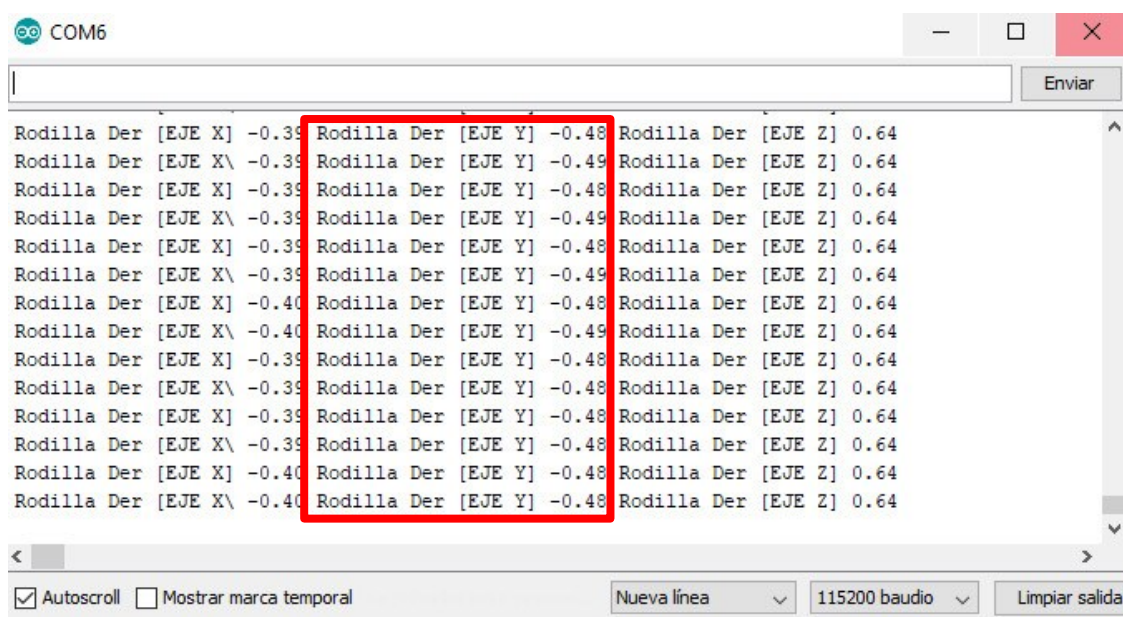 COM6
Enviar
Rodilla Der [EJE X] -0.39 Rodilla Der [EJE Y] -0.48 Rodilla Der [EJE Z] 0.64
Rodilla Der [EJE X\ -0.39 Rodilla Der [EJE Y] -0.49 Rodilla Der [EJE Z] 0.64
Rodilla Der [EJE X] -0.39 Rodilla Der [EJE Y] -0.48 Rodilla Der [EJE Z] 0.64
Rodilla Der [EJE X\ -0.39 Rodilla Der [EJE Y] -0.49 Rodilla Der [EJE Z] 0.64
Rodilla Der [EJE X] -0.39 Rodilla Der [EJE Y] -0.48 Rodilla Der [EJE Z] 0.64
Rodilla Der [EJE X\ -0.39 Rodilla Der [EJE Y] -0.49 Rodilla Der [EJE Z] 0.64
Rodilla Der [EJE X] -0.40 Rodilla Der [EJE Y] -0.48 Rodilla Der [EJE Z] 0.64
Rodilla Der [EJE X\ -0.40 Rodilla Der [EJE Y] -0.49 Rodilla Der [EJE Z] 0.64
Rodilla Der [EJE X] -0.39 Rodilla Der [EJE Y] -0.48 Rodilla Der [EJE Z] 0.64
Rodilla Der [EJE X\ -0.39 Rodilla Der [EJE Y] -0.48 Rodilla Der [EJE Z] 0.64
Rodilla Der [EJE X] -0.39 Rodilla Der [EJE Y] -0.48 Rodilla Der [EJE Z] 0.64
Rodilla Der [EJE X\ -0.39 Rodilla Der [EJE Y] -0.48 Rodilla Der [EJE Z] 0.64
Rodilla Der [EJE X] -0.40 Rodilla Der [EJE Y] -0.48 Rodilla Der [EJE Z] 0.64
Rodilla Der [EJE X\ -0.40 Rodilla Der [EJE Y] -0.48 Rodilla Der [EJE Z] 0.64
Autoscroll Mostrar marca temporal Nueva línea 115200 baudio Limpiar salida